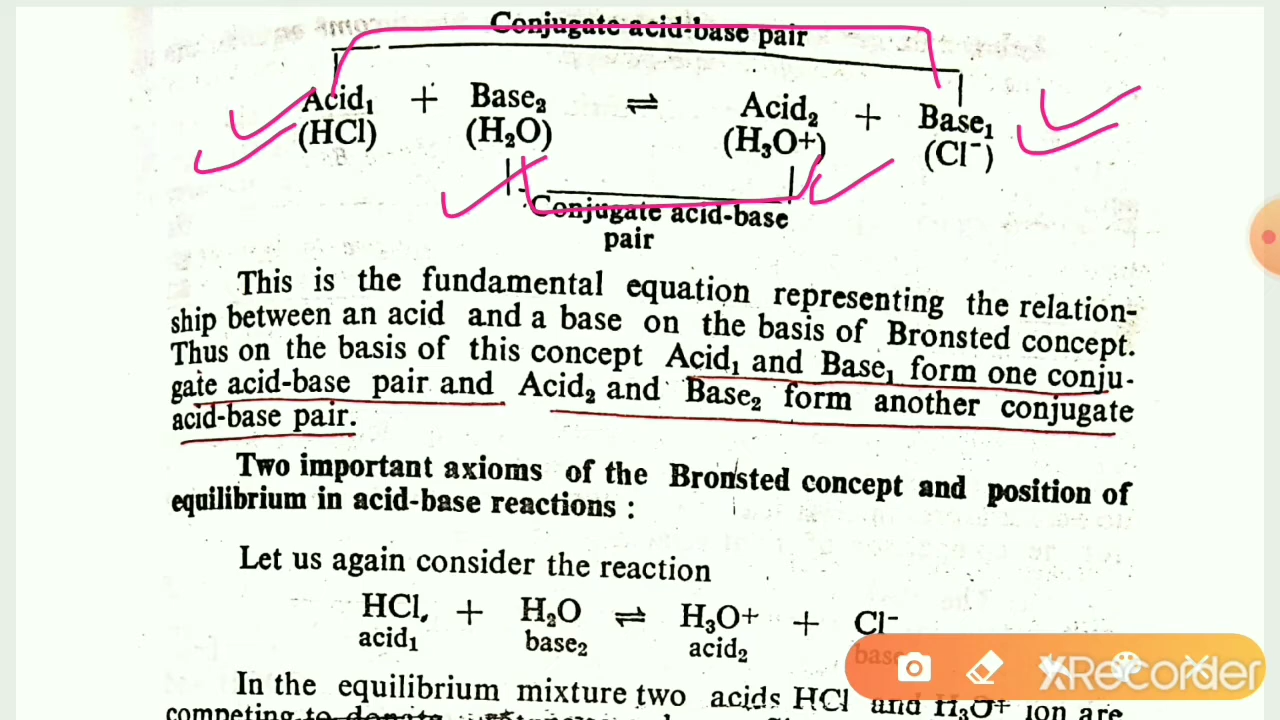 Conjugate acid-base pair
Acid₁ + Base₂ ⇌ Acid₂ + Base₁
(HCl) (H₂O) (H₃O+) (Cl⁻)
Conjugate acid-base
pair
This is the fundamental equation representing the relation-
ship between an acid and a base on the basis of Bronsted concept.
Thus on the basis of this concept Acid₁ and Base₁ form one conju-
gate acid-base pair and Acid₂ and Base₂ form another conjugate
acid-base pair.
Two important axioms of the Bronsted concept and position of
equilibrium in acid-base reactions :
Let us again consider the reaction
HCl, + H₂O ⇌ H₃O+ + Cl⁻
acid₁ base₂ acid₂ bas
XRecorder
In the equilibrium mixture two acids HCl and H₃O+ ion are
competing to donate